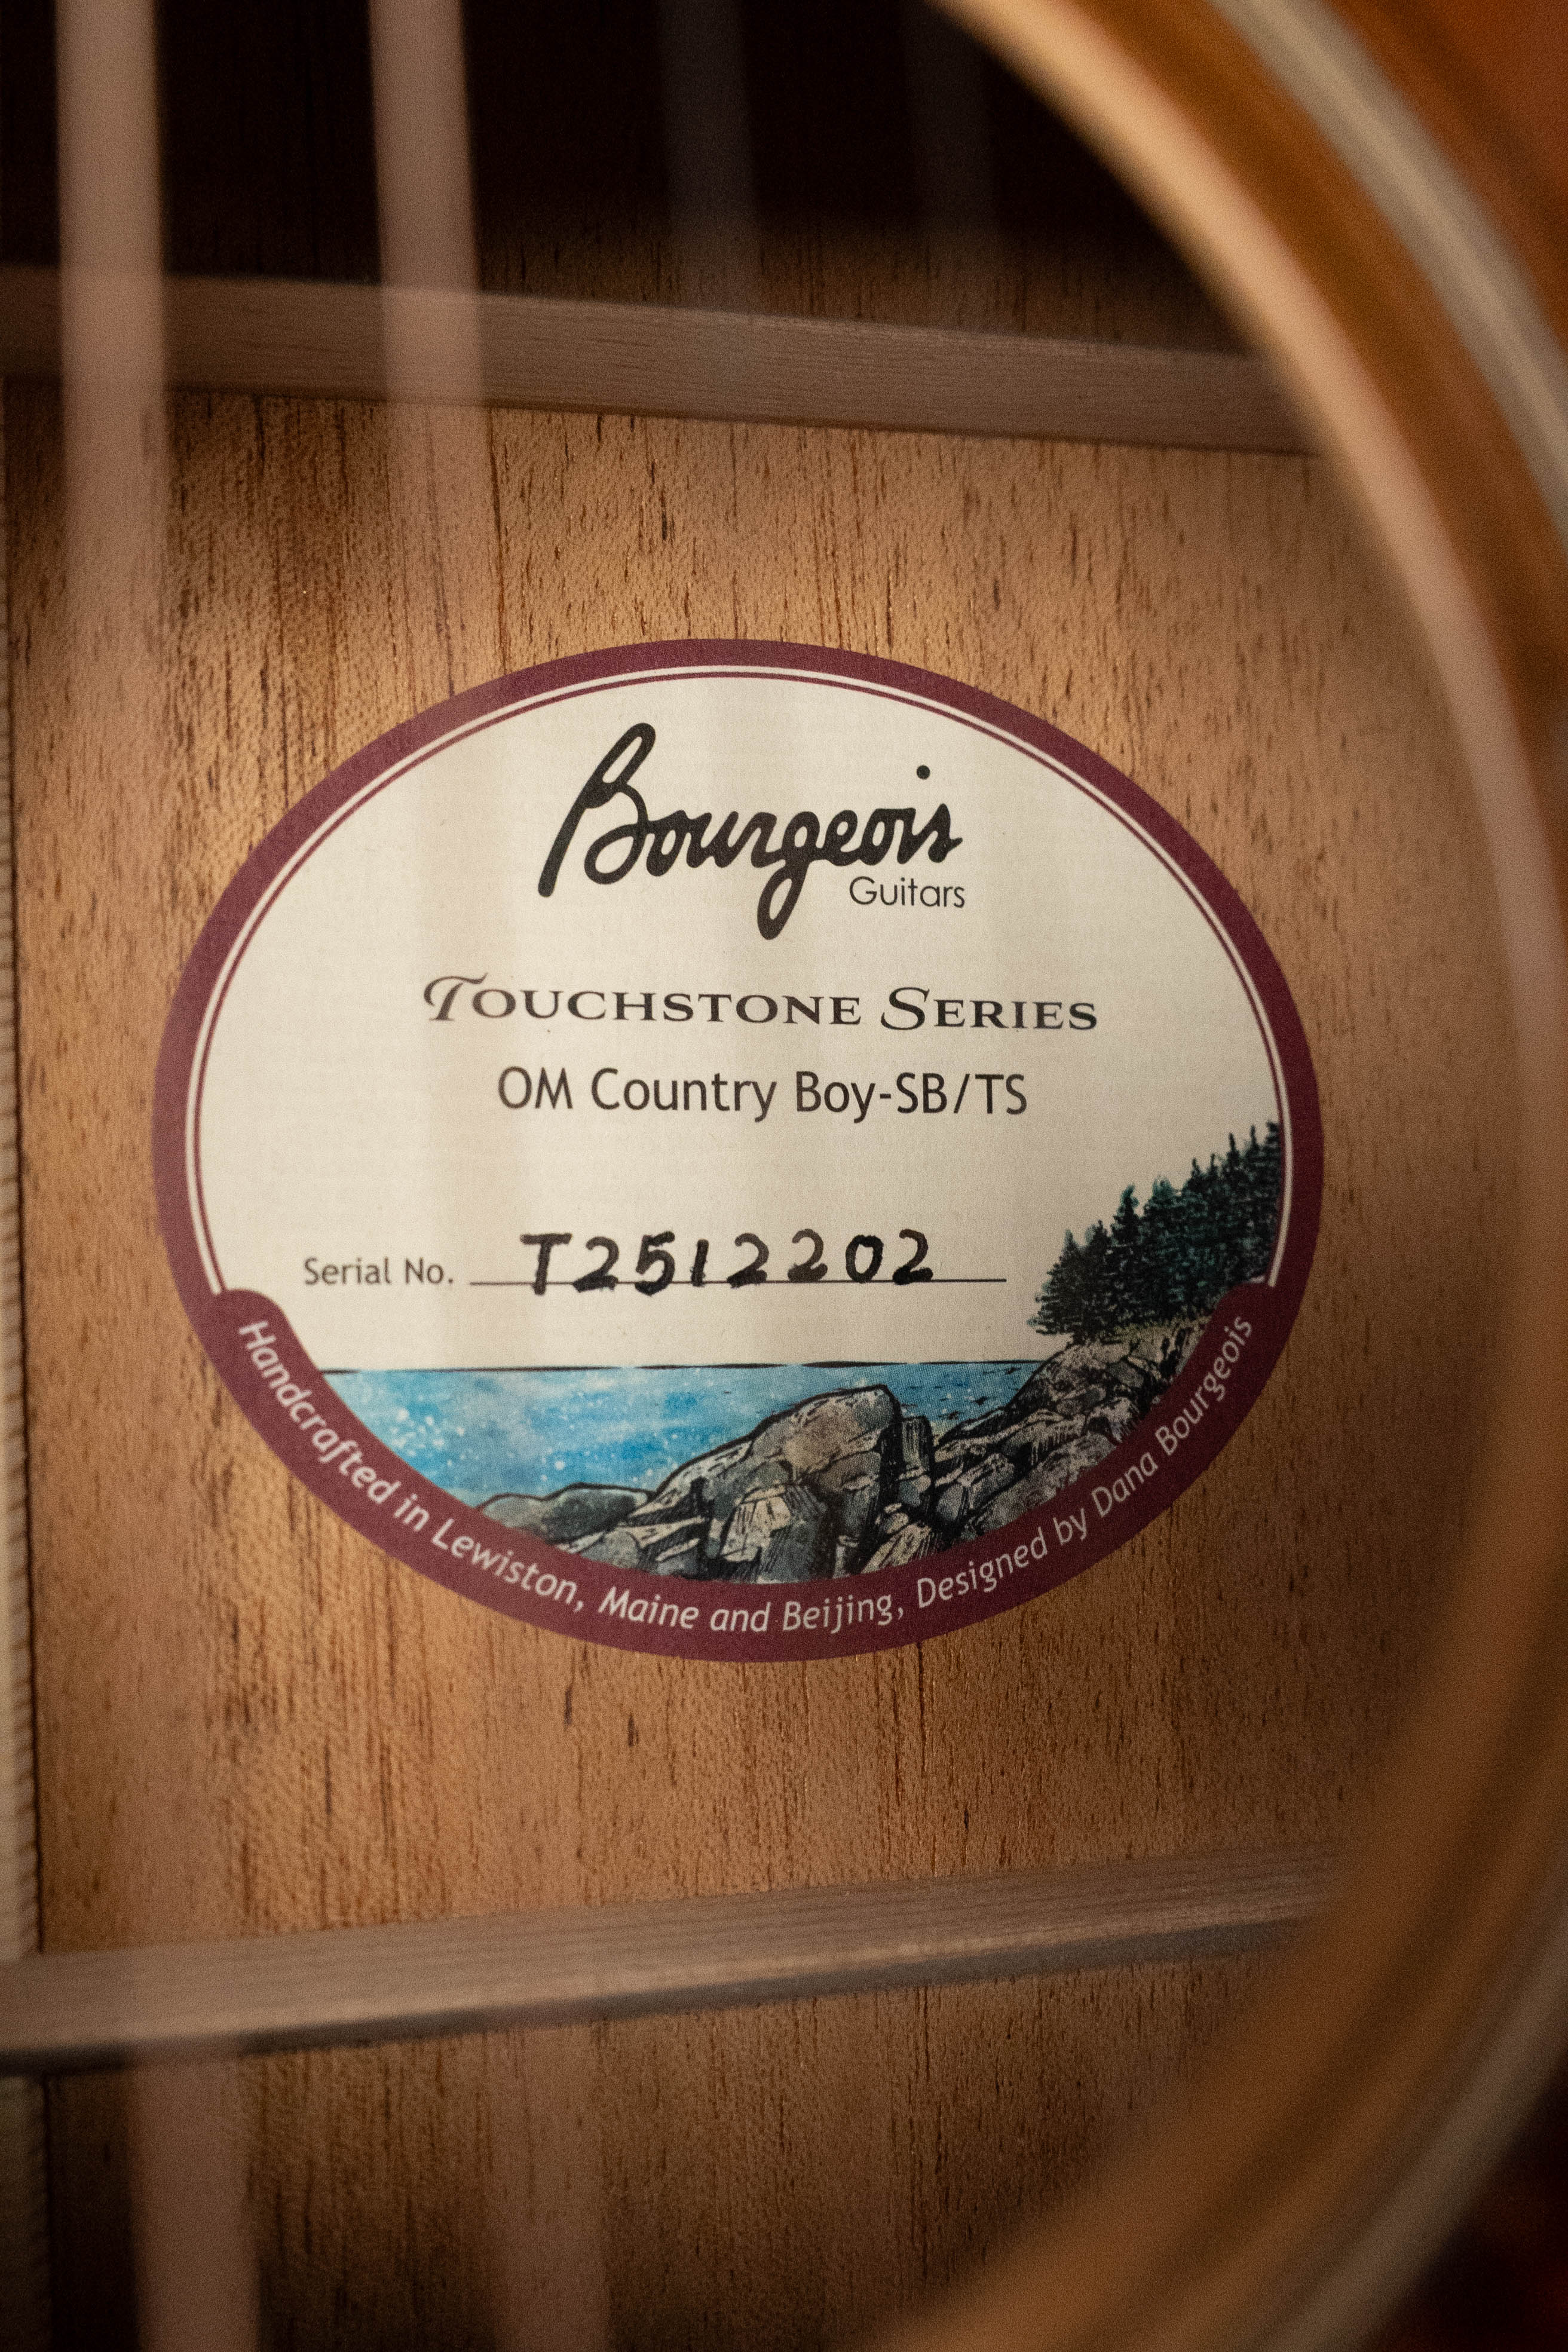 Bourgeois
Guitars
Touchstone Series
OM Country Boy-SB/TS
Serial No. T2512202
Handcrafted in Lewiston, Maine and Beijing, Designed by Dana Bourgeois